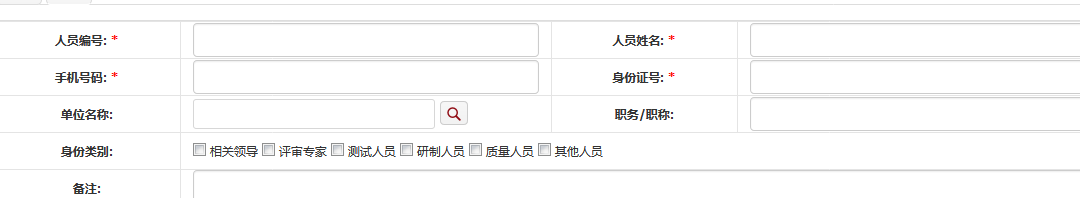 人员编号: * 人员姓名: *
手机号码: * 身份证号: *
单位名称: 职务/职称:
身份类别: 相关领导 评审专家 测试人员 研制人员 质量人员 其他人员
备注: